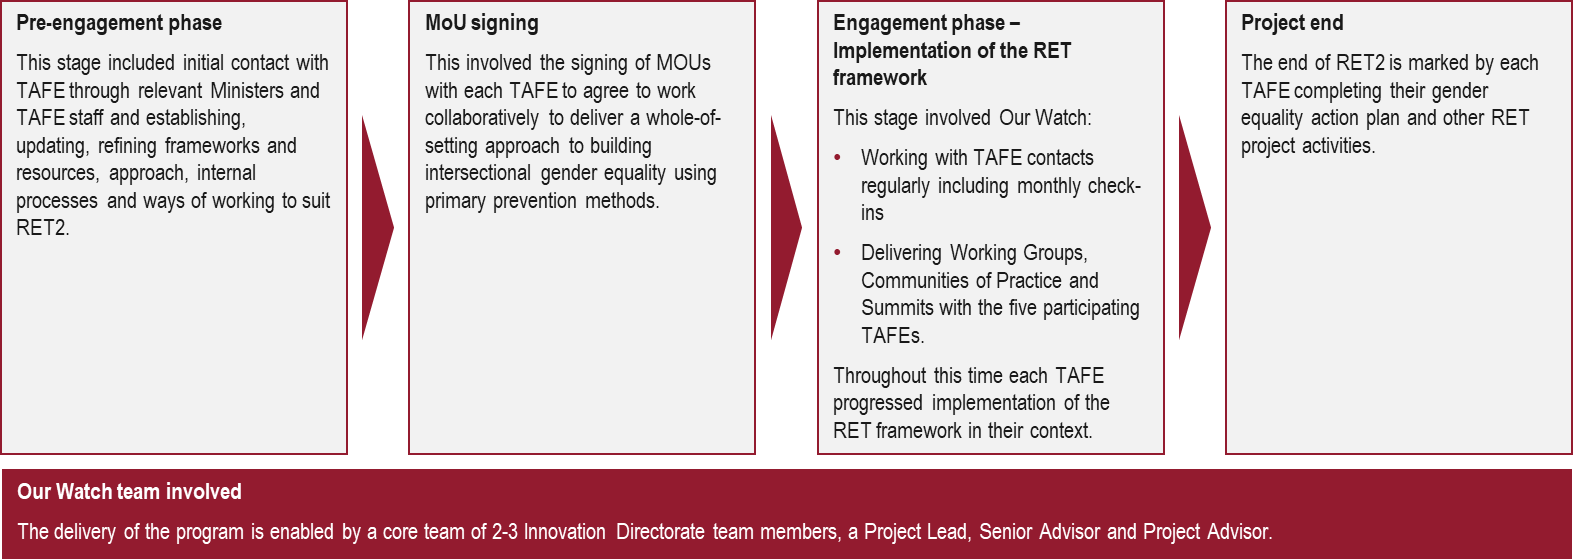 Pre-engagement phase
This stage included initial contact with
TAFE through relevant Ministers and
TAFE staff and establishing,
updating, refining frameworks and
resources, approach, internal
processes and ways of working to suit
RET2.
MoU signing
This involved the signing of MOUs
with each TAFE to agree to work
collaboratively to deliver a whole-of-
setting approach to building
intersectional gender equality using
primary prevention methods.
Engagement phase –
Implementation of the RET
framework
This stage involved Our Watch:
• Working with TAFE contacts
regularly including monthly check-
ins
• Delivering Working Groups,
Communities of Practice and
Summits with the five participating
TAFEs.
Throughout this time each TAFE
progressed implementation of the
RET framework in their context.
Project end
The end of RET2 is marked by each
TAFE completing their gender
equality action plan and other RET
project activities.
Our Watch team involved
The delivery of the program is enabled by a core team of 2-3 Innovation Directorate team members, a Project Lead, Senior Advisor and Project Advisor.